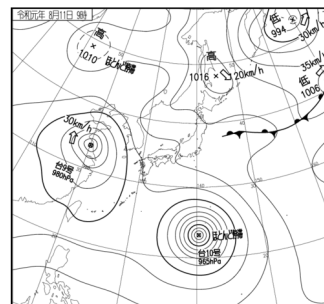 令和元年 8月11日 9時
低
994
30km/h
高
1010
ほとんど停滞
高
1016
20km/h
35km/h
低
1006
30km/h
台9号
980hPa
ほとんど停滞
台10号
965hPa